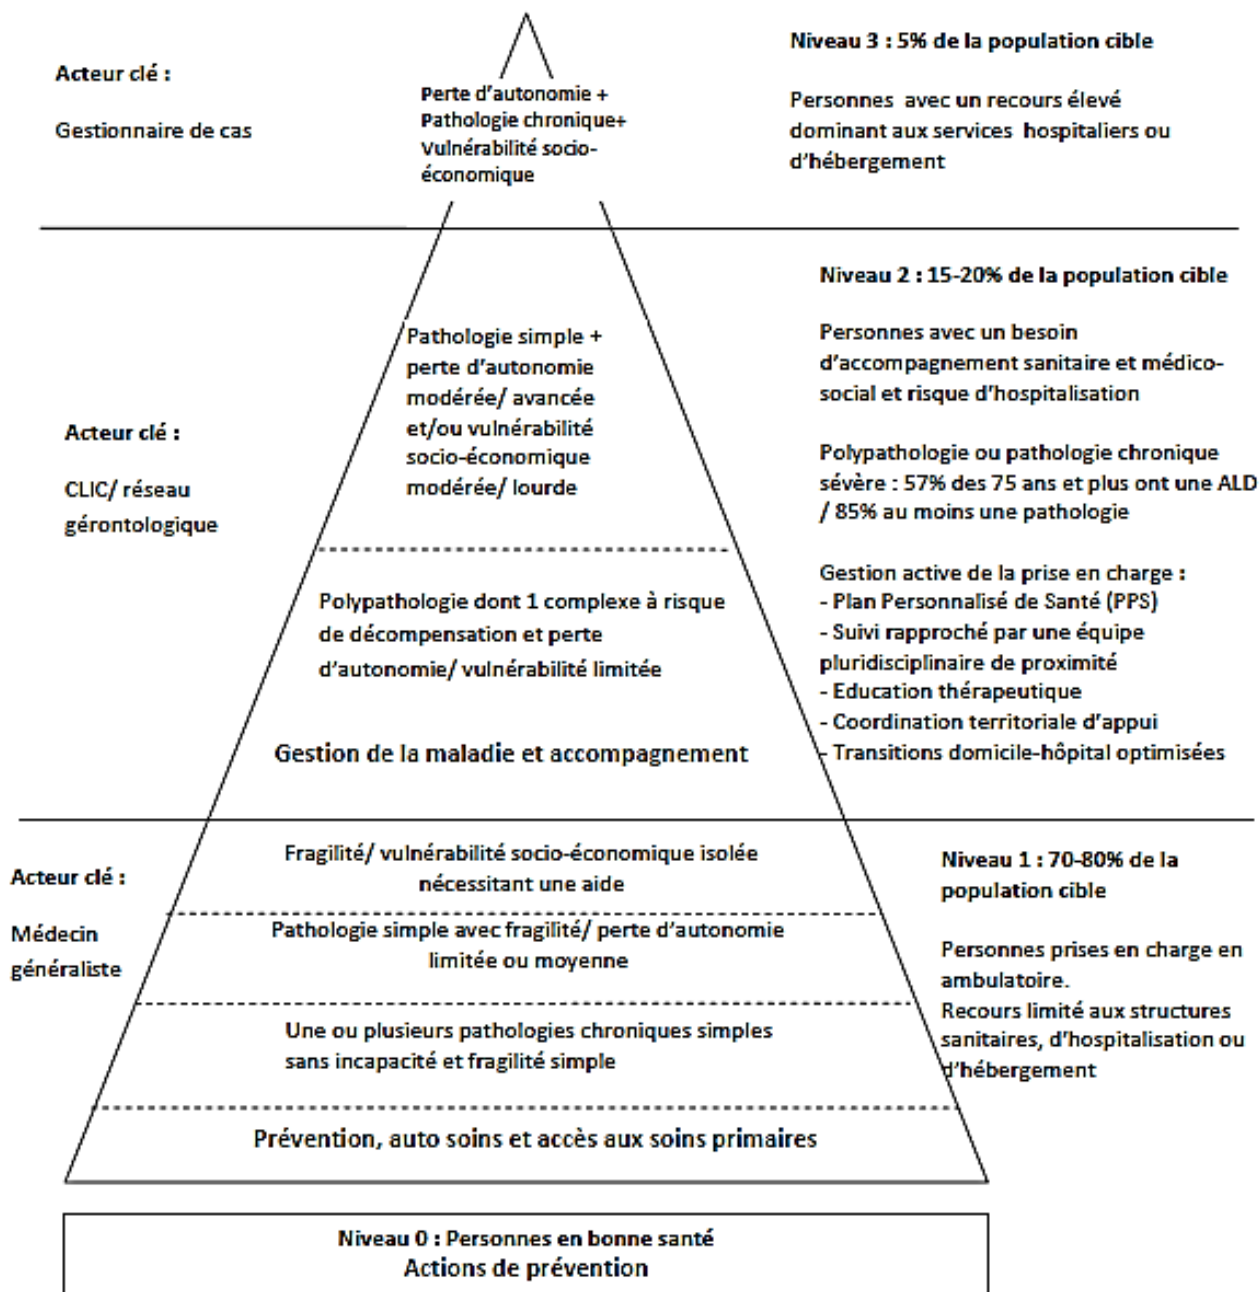 Acteur clé :
Gestionnaire de cas
Perte d'autonomie +
Pathologie chronique+
Vulnérabilité socio-
économique
Niveau 3 : 5% de la population cible
Personnes avec un recours élevé
dominant aux services hospitaliers ou
d'hébergement
Acteur clé :
CLIC/ réseau
gérontologique
Pathologie simple +
perte d'autonomie
modérée/ avancée
et/ou vulnérabilité
socio-économique
modérée/ lourde
Polypathologie dont 1 complexe à risque
de décompensation et perte
d'autonomie/ vulnérabilité limitée
Gestion de la maladie et accompagnement
Niveau 2 : 15-20% de la population cible
Personnes avec un besoin
d'accompagnement sanitaire et médico-
social et risque d'hospitalisation
Polypathologie ou pathologie chronique
sévère : 57% des 75 ans et plus ont une ALD
/ 85% au moins une pathologie
Gestion active de la prise en charge :
- Plan Personnalisé de Santé (PPS)
- Suivi rapproché par une équipe
pluridisciplinaire de proximité
- Education thérapeutique
- Coordination territoriale d'appui
- Transitions domicile-hôpital optimisées
Acteur clé :
Médecin
généraliste
Fragilité/ vulnérabilité socio-économique isolée
nécessitant une aide
Pathologie simple avec fragilité/ perte d'autonomie
limitée ou moyenne
Une ou plusieurs pathologies chroniques simples
sans incapacité et fragilité simple
Prévention, auto soins et accès aux soins primaires
Niveau 1 : 70-80% de la
population cible
Personnes prises en charge en
ambulatoire.
Recours limité aux structures
sanitaires, d'hospitalisation ou
d'hébergement
Niveau 0 : Personnes en bonne santé
Actions de prévention